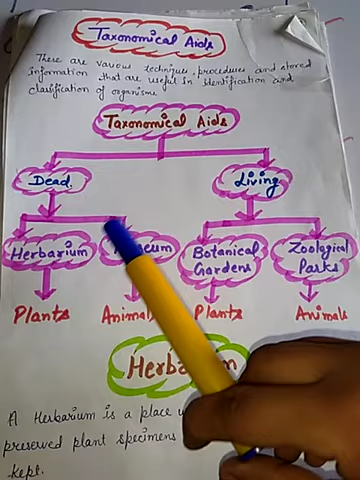 Taxonomical Aids
These are various techniques, procedures and stored
information that are useful in identification and
classification of organisms
Taxonomical Aids
Dead
Living
Herbarium
Botanical
Gardens
Zoological
Parks
Plants
Animals
Plants
Animals
A Herbarium is a place
preserved plant specimens
kept.